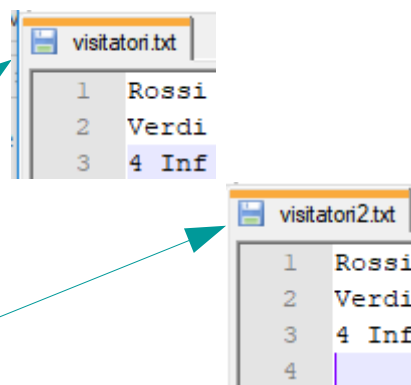 visitatori.txt
1 Rossi
2 Verdi
3 4 Inf
visitatori2.txt
1 Rossi
2 Verdi
3 4 Inf
4